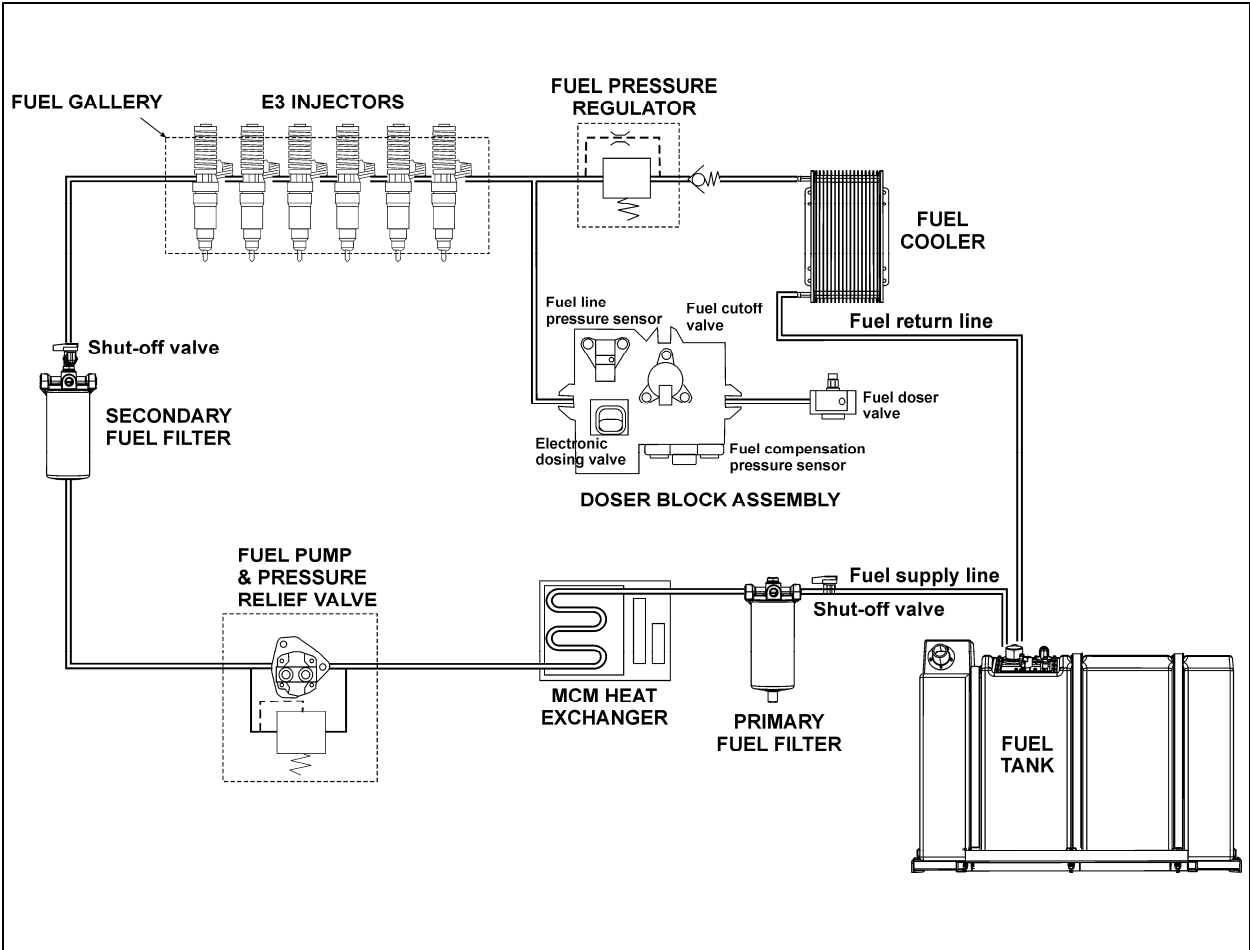 FUEL GALLERY
E3 INJECTORS
FUEL PRESSURE
REGULATOR
FUEL
COOLER
Fuel line
pressure sensor
Fuel cutoff
valve
Fuel return line
Shut-off valve
SECONDARY
FUEL FILTER
Fuel doser
valve
Electronic
dosing valve
Fuel compensation
pressure sensor
DOSER BLOCK ASSEMBLY
FUEL PUMP
& PRESSURE
RELIEF VALVE
Fuel supply line
Shut-off valve
MCM HEAT
EXCHANGER
PRIMARY
FUEL FILTER
FUEL
TANK